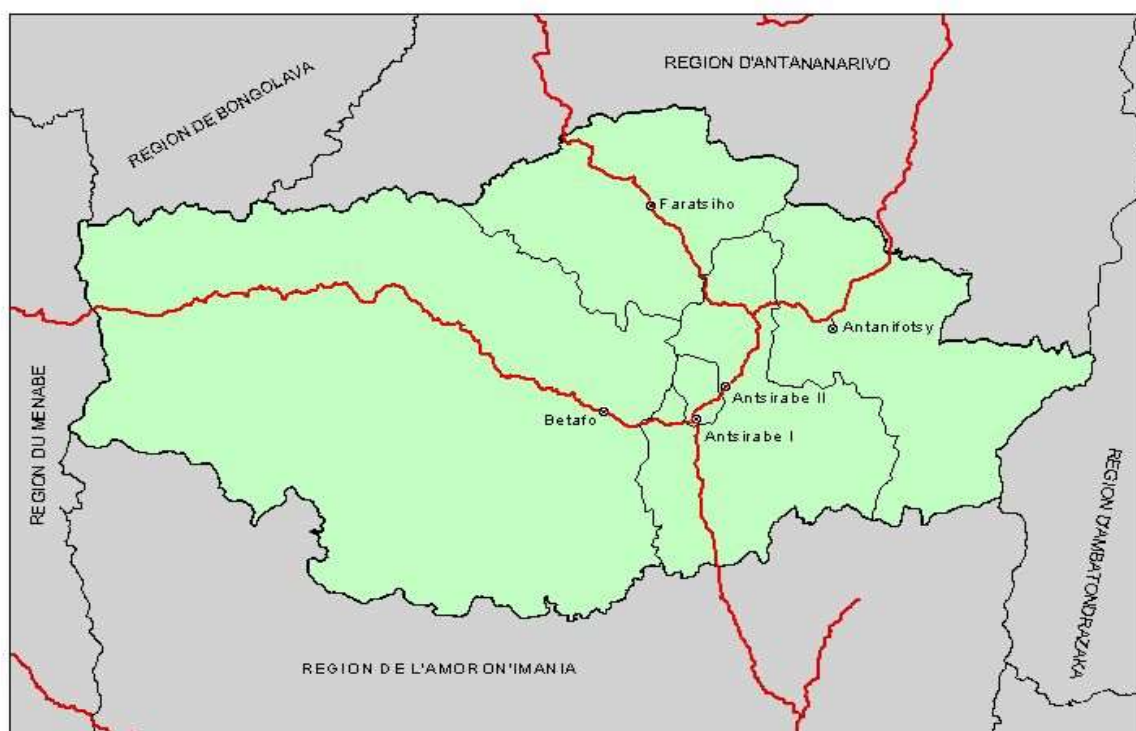 REGION D'ANTANANARIVO
REGION DE BONGOLAVA
Faratsiho
Antanifotsy
Antsirabe II
Betafo
Antsirabe I
REGION DU MENABE
REGION D'AMBATONDRAZAKA
REGION DE L'AMORON'IMANIA